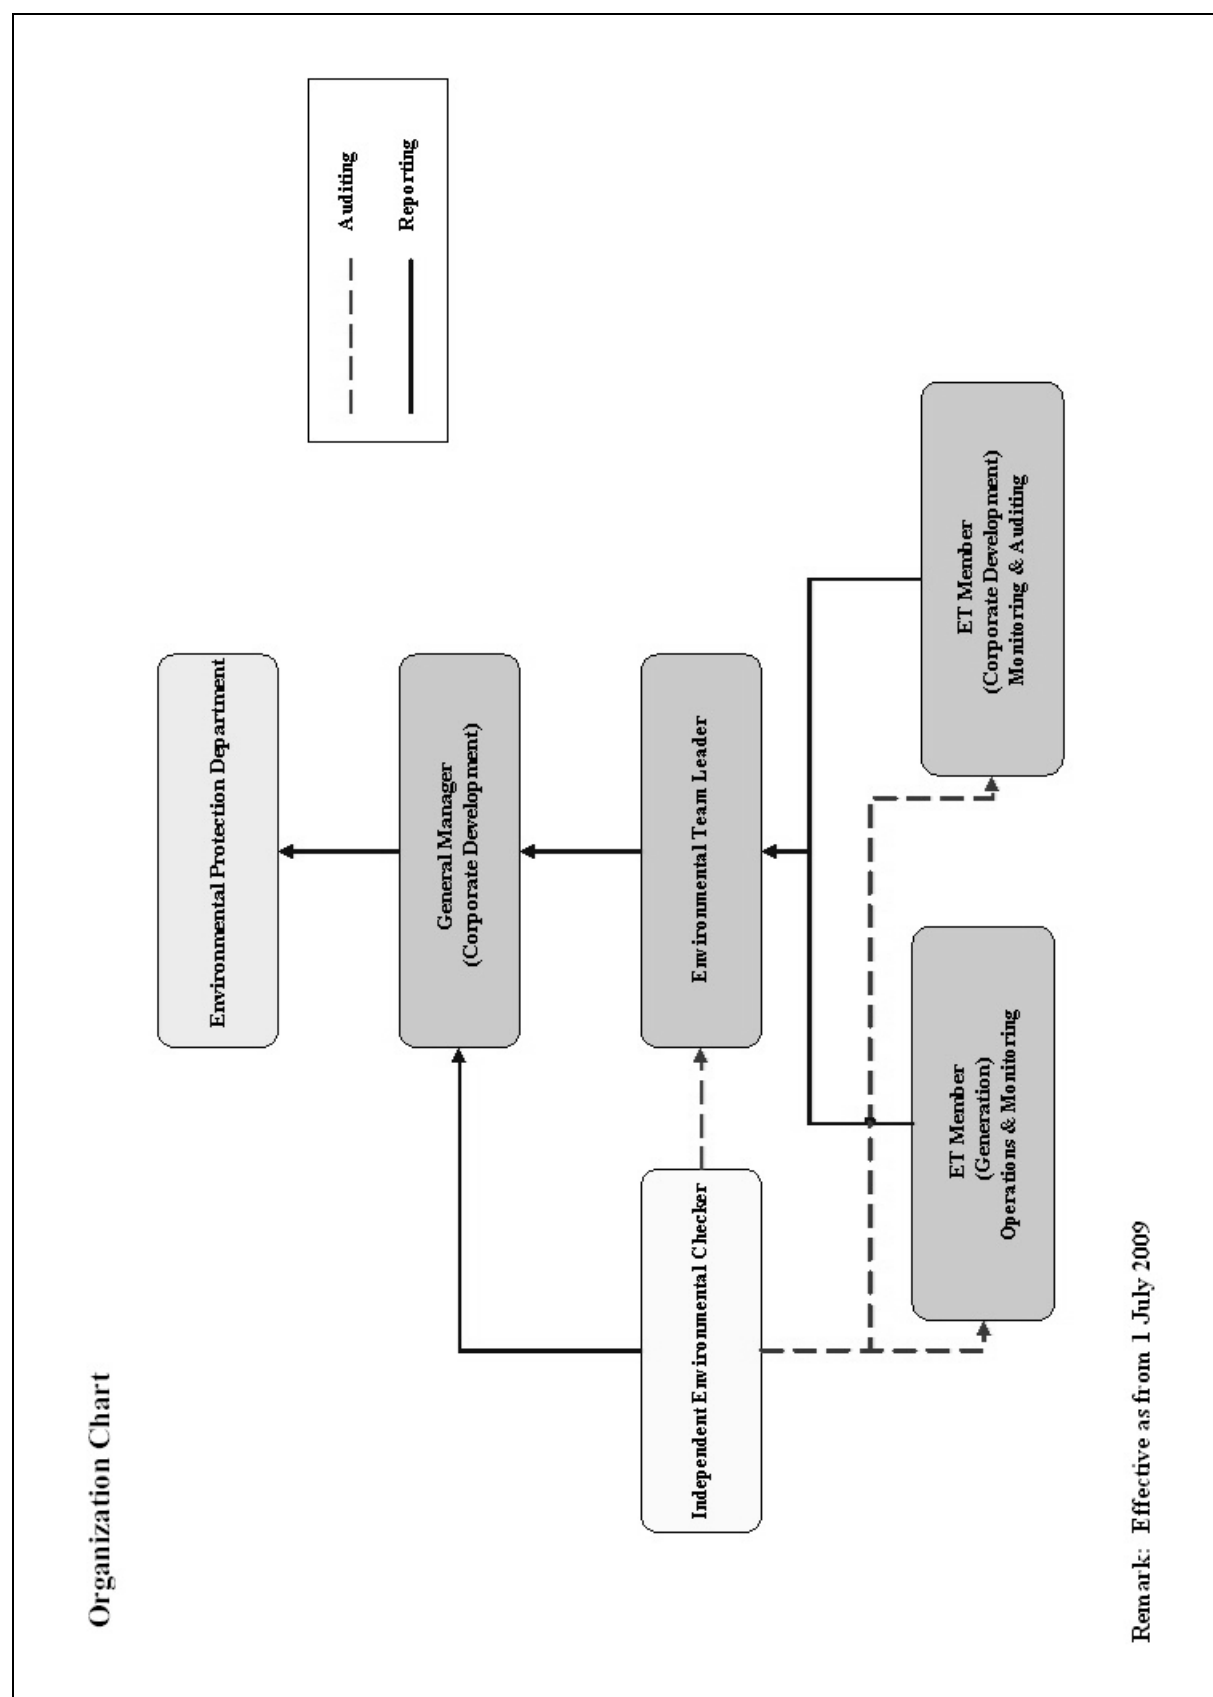 Organization Chart
Environmental Protection Department
Auditing
Reporting
General Manager
(Corporate Development)
Independent Environmental Checker
Environmental Team Leader
ET Member
(Generation)
Operations & Monitoring
ET Member
(Corporate Development)
Monitoring & Auditing
Remark: Effective as from 1 July 2009